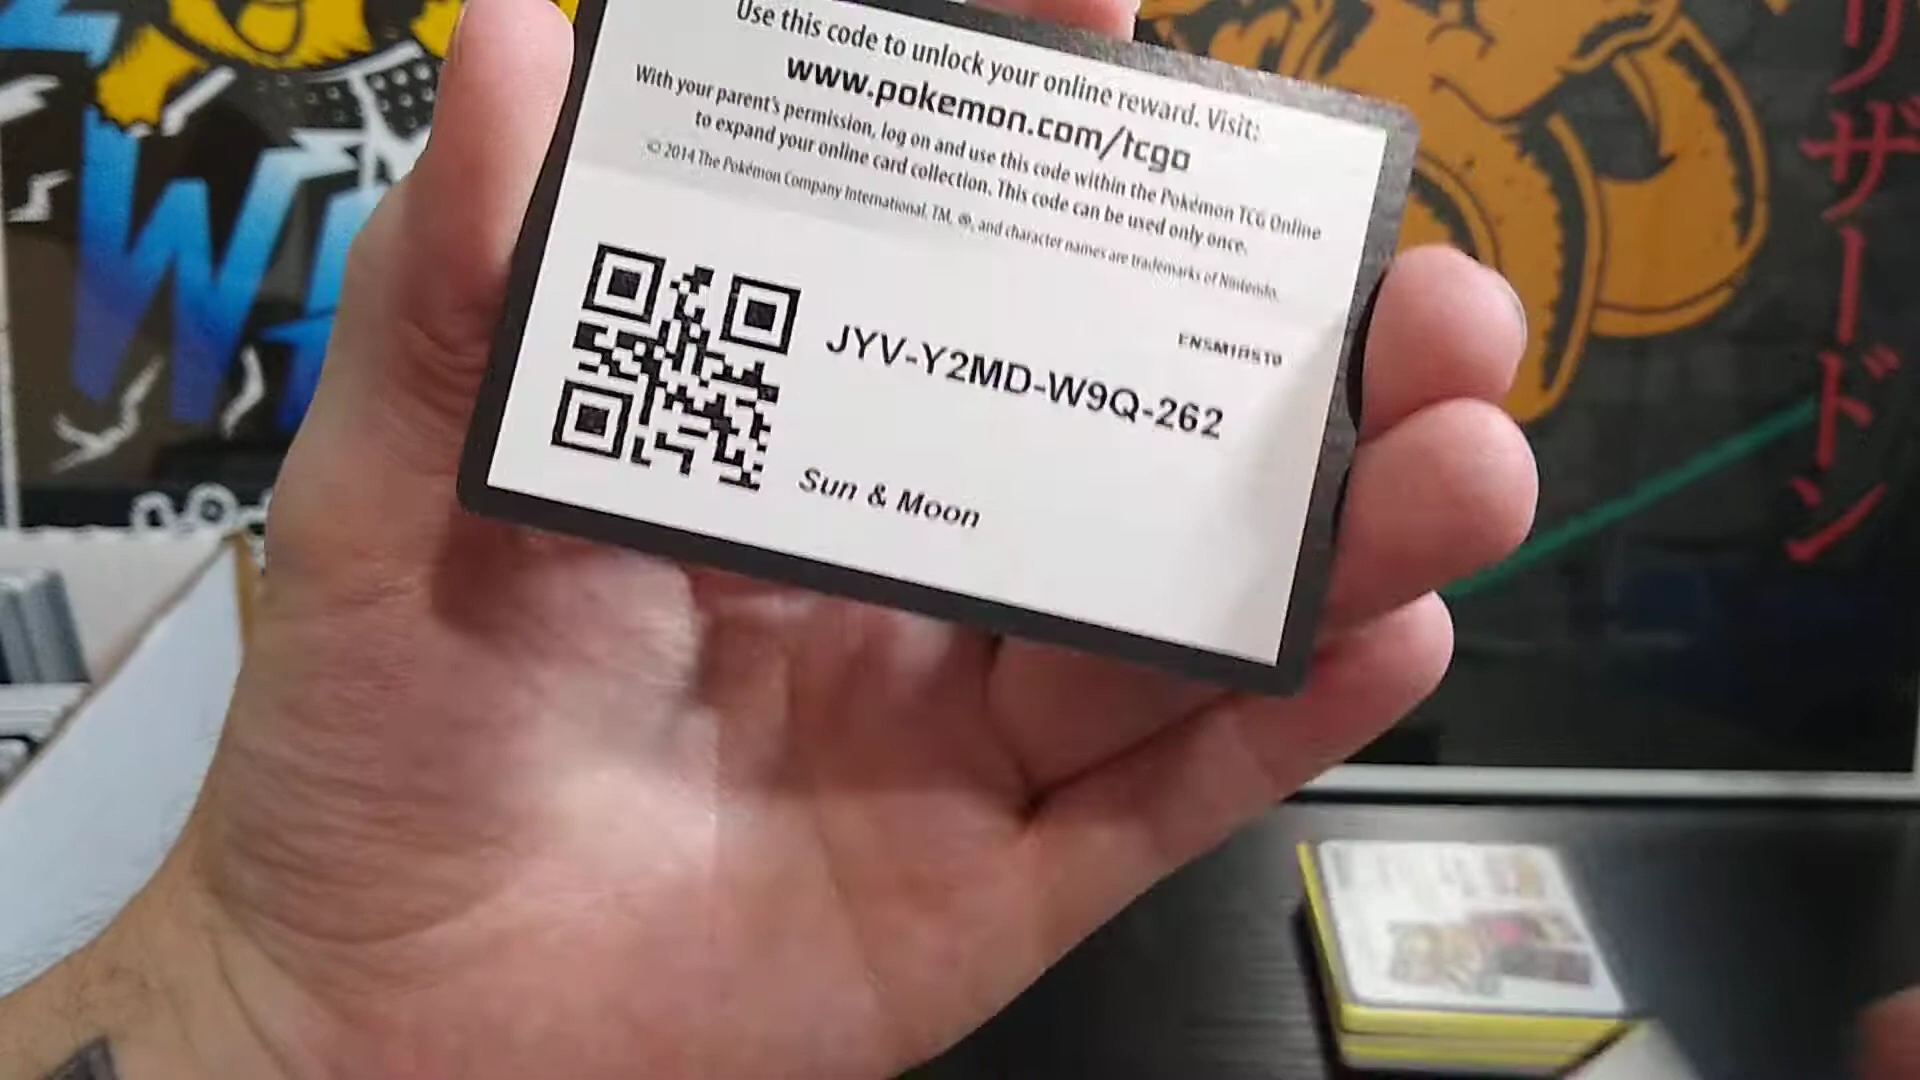 Use this code to unlock your online reward. Visit:
www.pokemon.com/tcgo
With your parent's permission, log on and use this code within the Pokémon TCG Online
to expand your online card collection. This code can be used only once.
© 2014 The Pokémon Company International. TM, ®, and character names are trademarks of Nintendo.
JYV-Y2MD-W9Q-262
Sun & Moon
リザードン